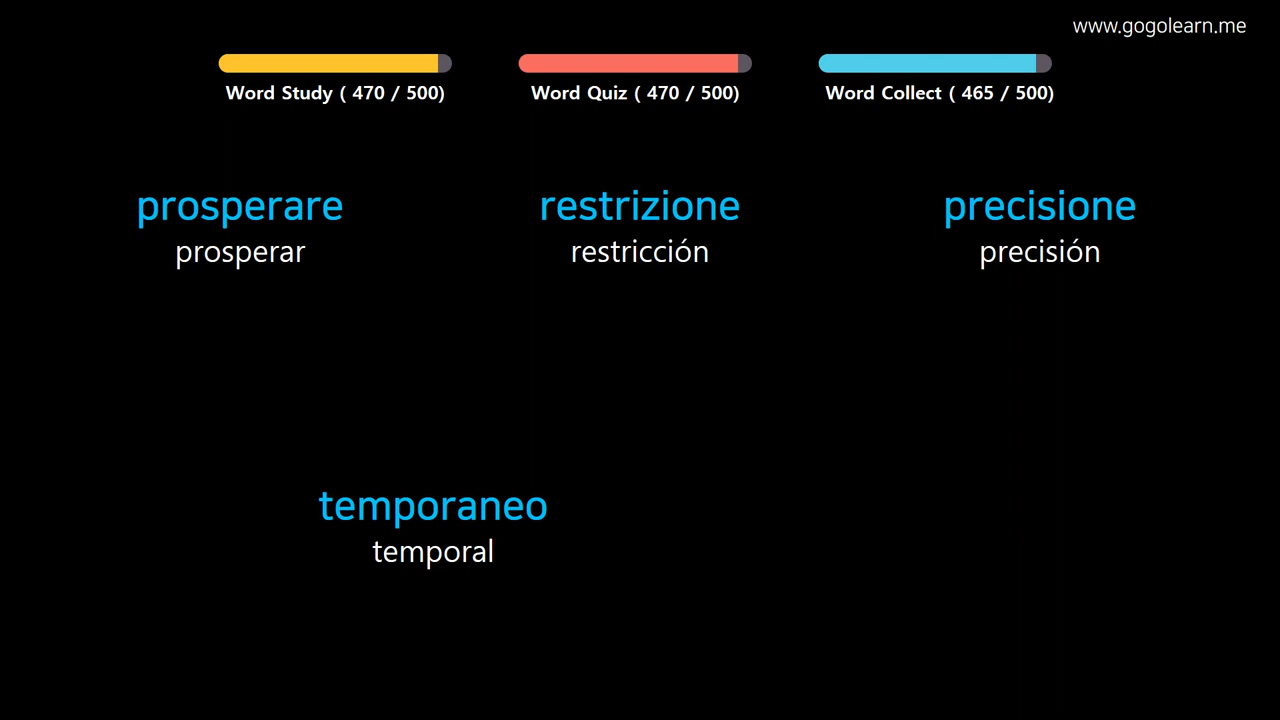 www.gogolearn.me
Word Study ( 470 / 500)
Word Quiz ( 470 / 500)
Word Collect ( 465 / 500)
prosperare
prosperar
restrizione
restricción
precisione
precisión
temporaneo
temporal